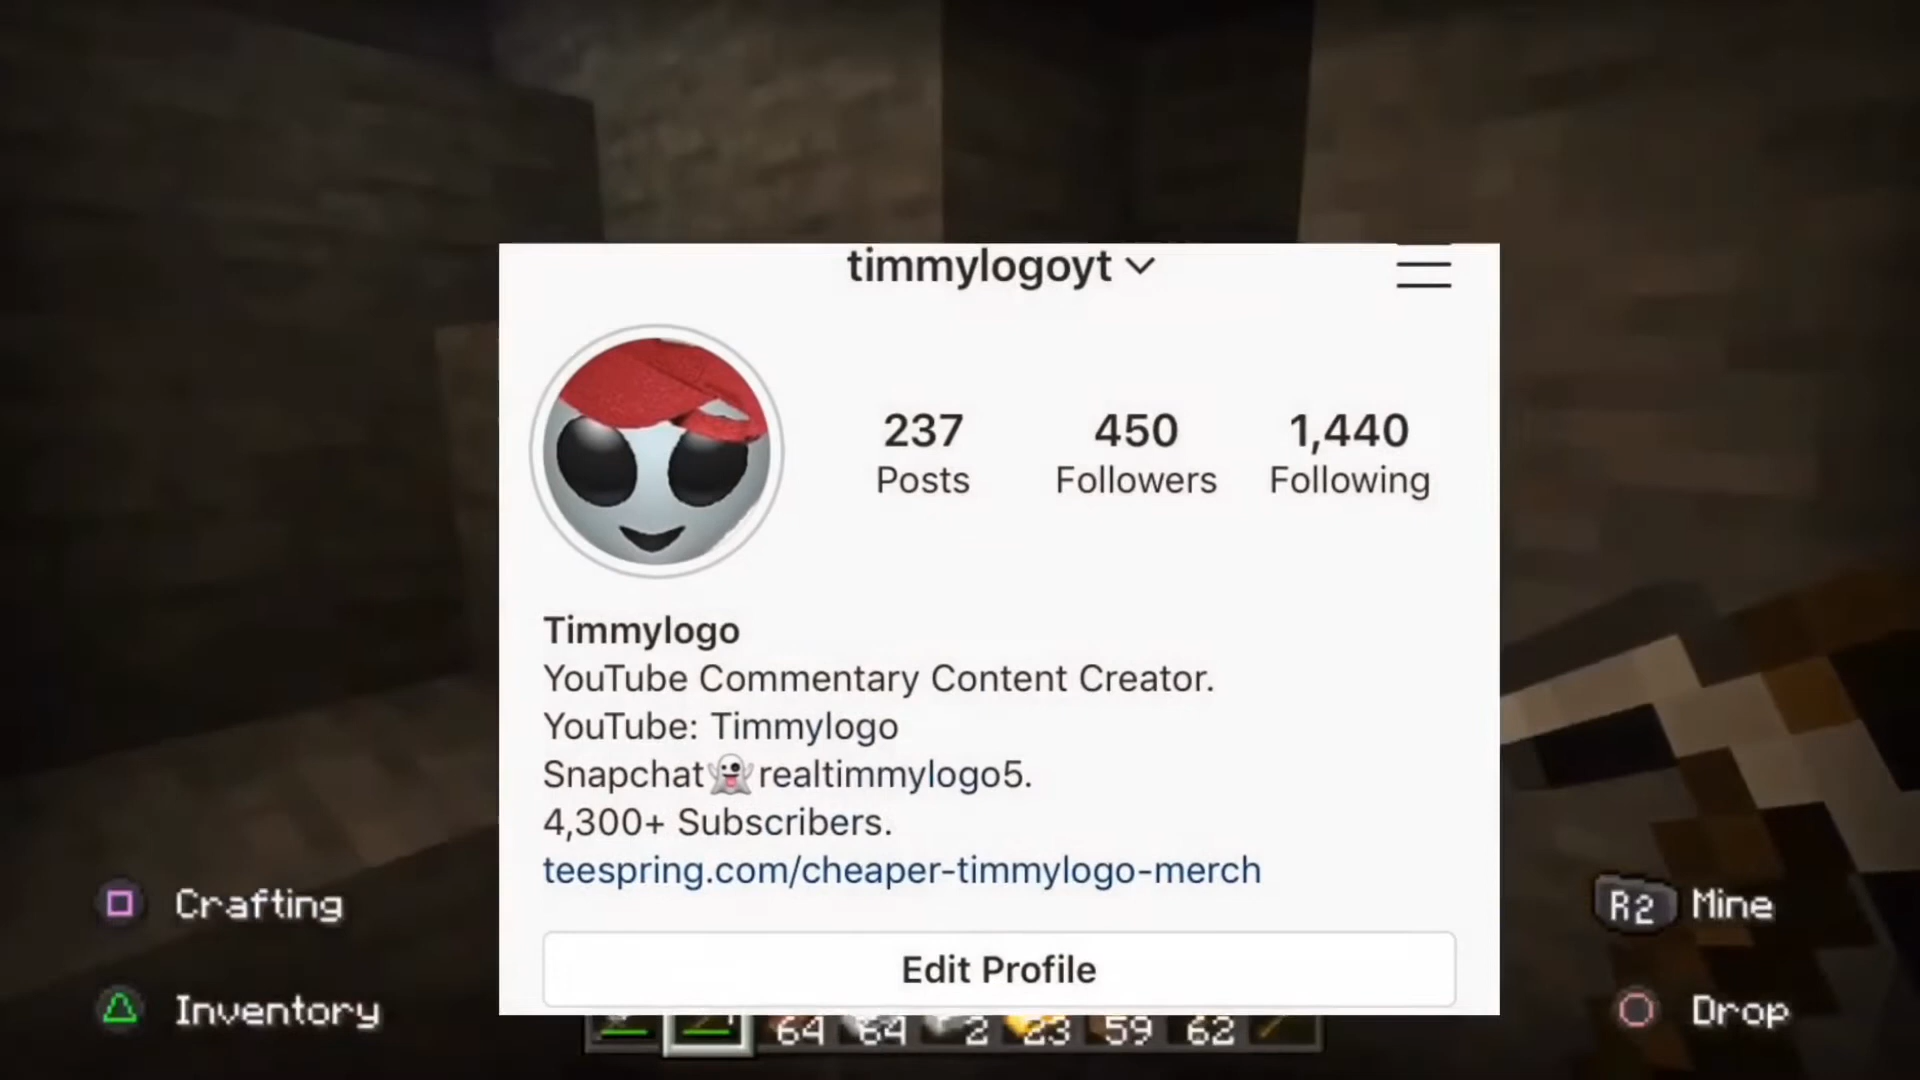 timmylogoyt
237 450 1,440
Posts Followers Following
Timmylogo
YouTube Commentary Content Creator.
YouTube: Timmylogo
Snapchat👻realtimmylogo5.
4,300+ Subscribers.
teespring.com/cheaper-timmylogo-merch
Edit Profile
Crafting
R2 Mine
Inventory
Drop
64 64 2 23 59 62